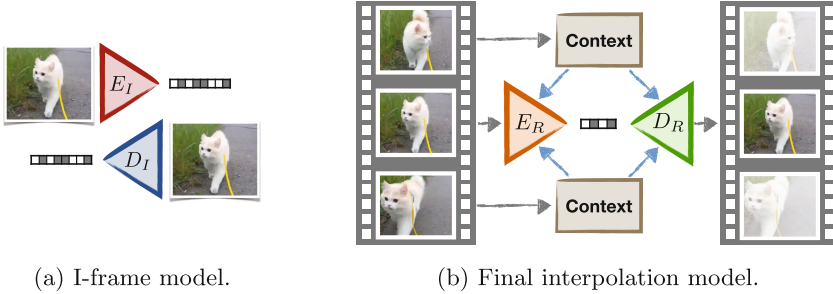 E_I
D_I
Context
E_R
D_R
Context
(a) I-frame model.
(b) Final interpolation model.